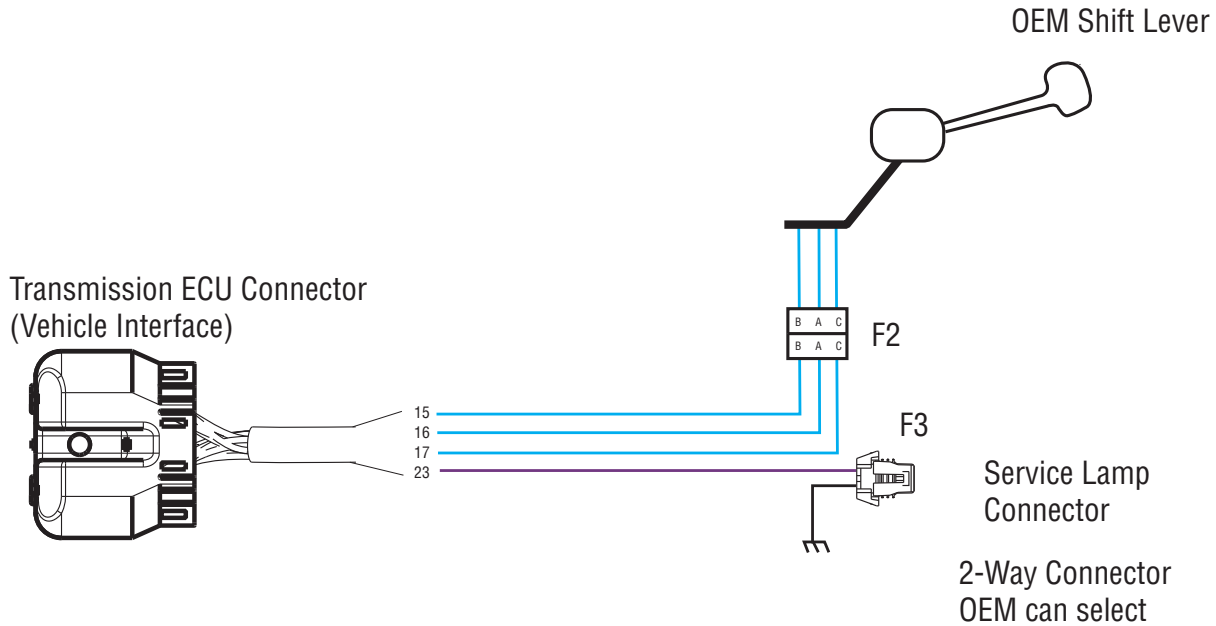 OEM Shift Lever
Transmission ECU Connector
(Vehicle Interface)
B A C
B A C
F2
15
16
17
23
F3
Service Lamp
Connector
2-Way Connector
OEM can select